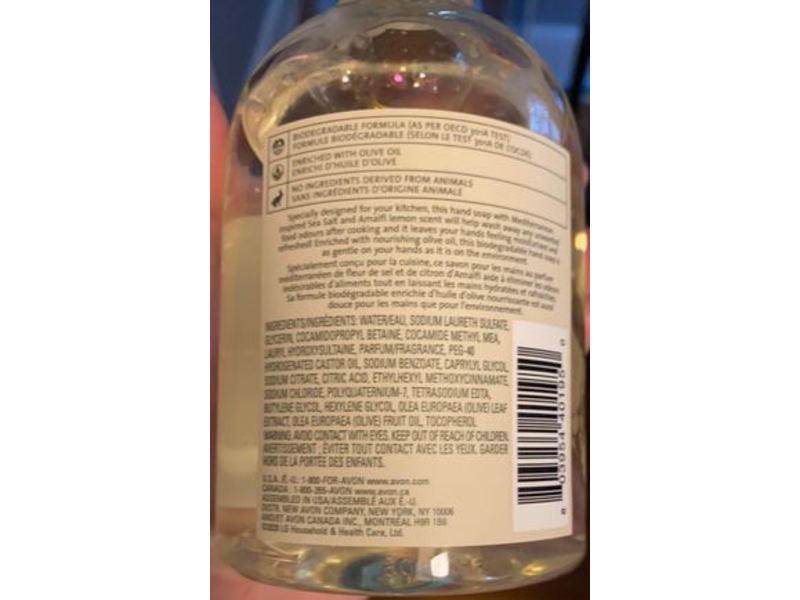 BIODEGRADABLE FORMULA (AS PER OECD 301A TEST)
FORMULE BIODÉGRADABLE (SELON LE TEST 301A DE L'OCDE)
ENRICHED WITH OLIVE OIL
ENRICHI D'HUILE D'OLIVE
NO INGREDIENTS DERIVED FROM ANIMALS
SANS INGRÉDIENTS D'ORIGINE ANIMALE
Specially designed for your kitchen, this hand soap with Mediterranean
inspired Sea Salt and Amalfi lemon scent will help wash away any unwanted
food odours after cooking and it leaves your hands feeling moisturized and
refreshed! Enriched with nourishing olive oil, this biodegradable hand soap is
as gentle on your hands as it is on the environment.
Spécialement conçu pour la cuisine, ce savon pour les mains au parfum
méditerranéen de fleur de sel et de citron d'Amalfi aide à éliminer les odeurs
indésirables d'aliments tout en laissant les mains hydratées et rafraîchies.
Sa formule biodégradable enrichie d'huile d'olive nourrissante est aussi
douce pour les mains que pour l'environnement.
INGREDIENTS/INGRÉDIENTS: WATER/EAU, SODIUM LAURETH SULFATE,
GLYCERIN, COCAMIDOPROPYL BETAINE, COCAMIDE METHYL MEA,
LAURYL HYDROXYSULTAINE, PARFUM/FRAGRANCE, PEG-40
HYDROGENATED CASTOR OIL, SODIUM BENZOATE, CAPRYLYL GLYCOL,
SODIUM CITRATE, CITRIC ACID, ETHYLHEXYL METHOXYCINNAMATE,
SODIUM CHLORIDE, POLYQUATERNIUM-7, TETRASODIUM EDTA,
BUTYLENE GLYCOL, HEXYLENE GLYCOL, OLEA EUROPAEA (OLIVE) LEAF
EXTRACT, OLEA EUROPAEA (OLIVE) FRUIT OIL, TOCOPHEROL.
WARNING: AVOID CONTACT WITH EYES. KEEP OUT OF REACH OF CHILDREN.
AVERTISSEMENT : ÉVITER TOUT CONTACT AVEC LES YEUX. GARDER
HORS DE LA PORTÉE DES ENFANTS.
U.S.A. /É.-U.: 1-800-FOR-AVON www.avon.com
CANADA : 1-800-265-AVON www.avon.ca
ASSEMBLED IN USA/ASSEMBLÉ AUX É.-U.
DISTR. NEW AVON COMPANY, NEW YORK, NY 10006
AND/ET AVON CANADA INC., MONTRÉAL H9R 1B6
©2020 LG Household & Health Care, Ltd.
8 03954 40195 0